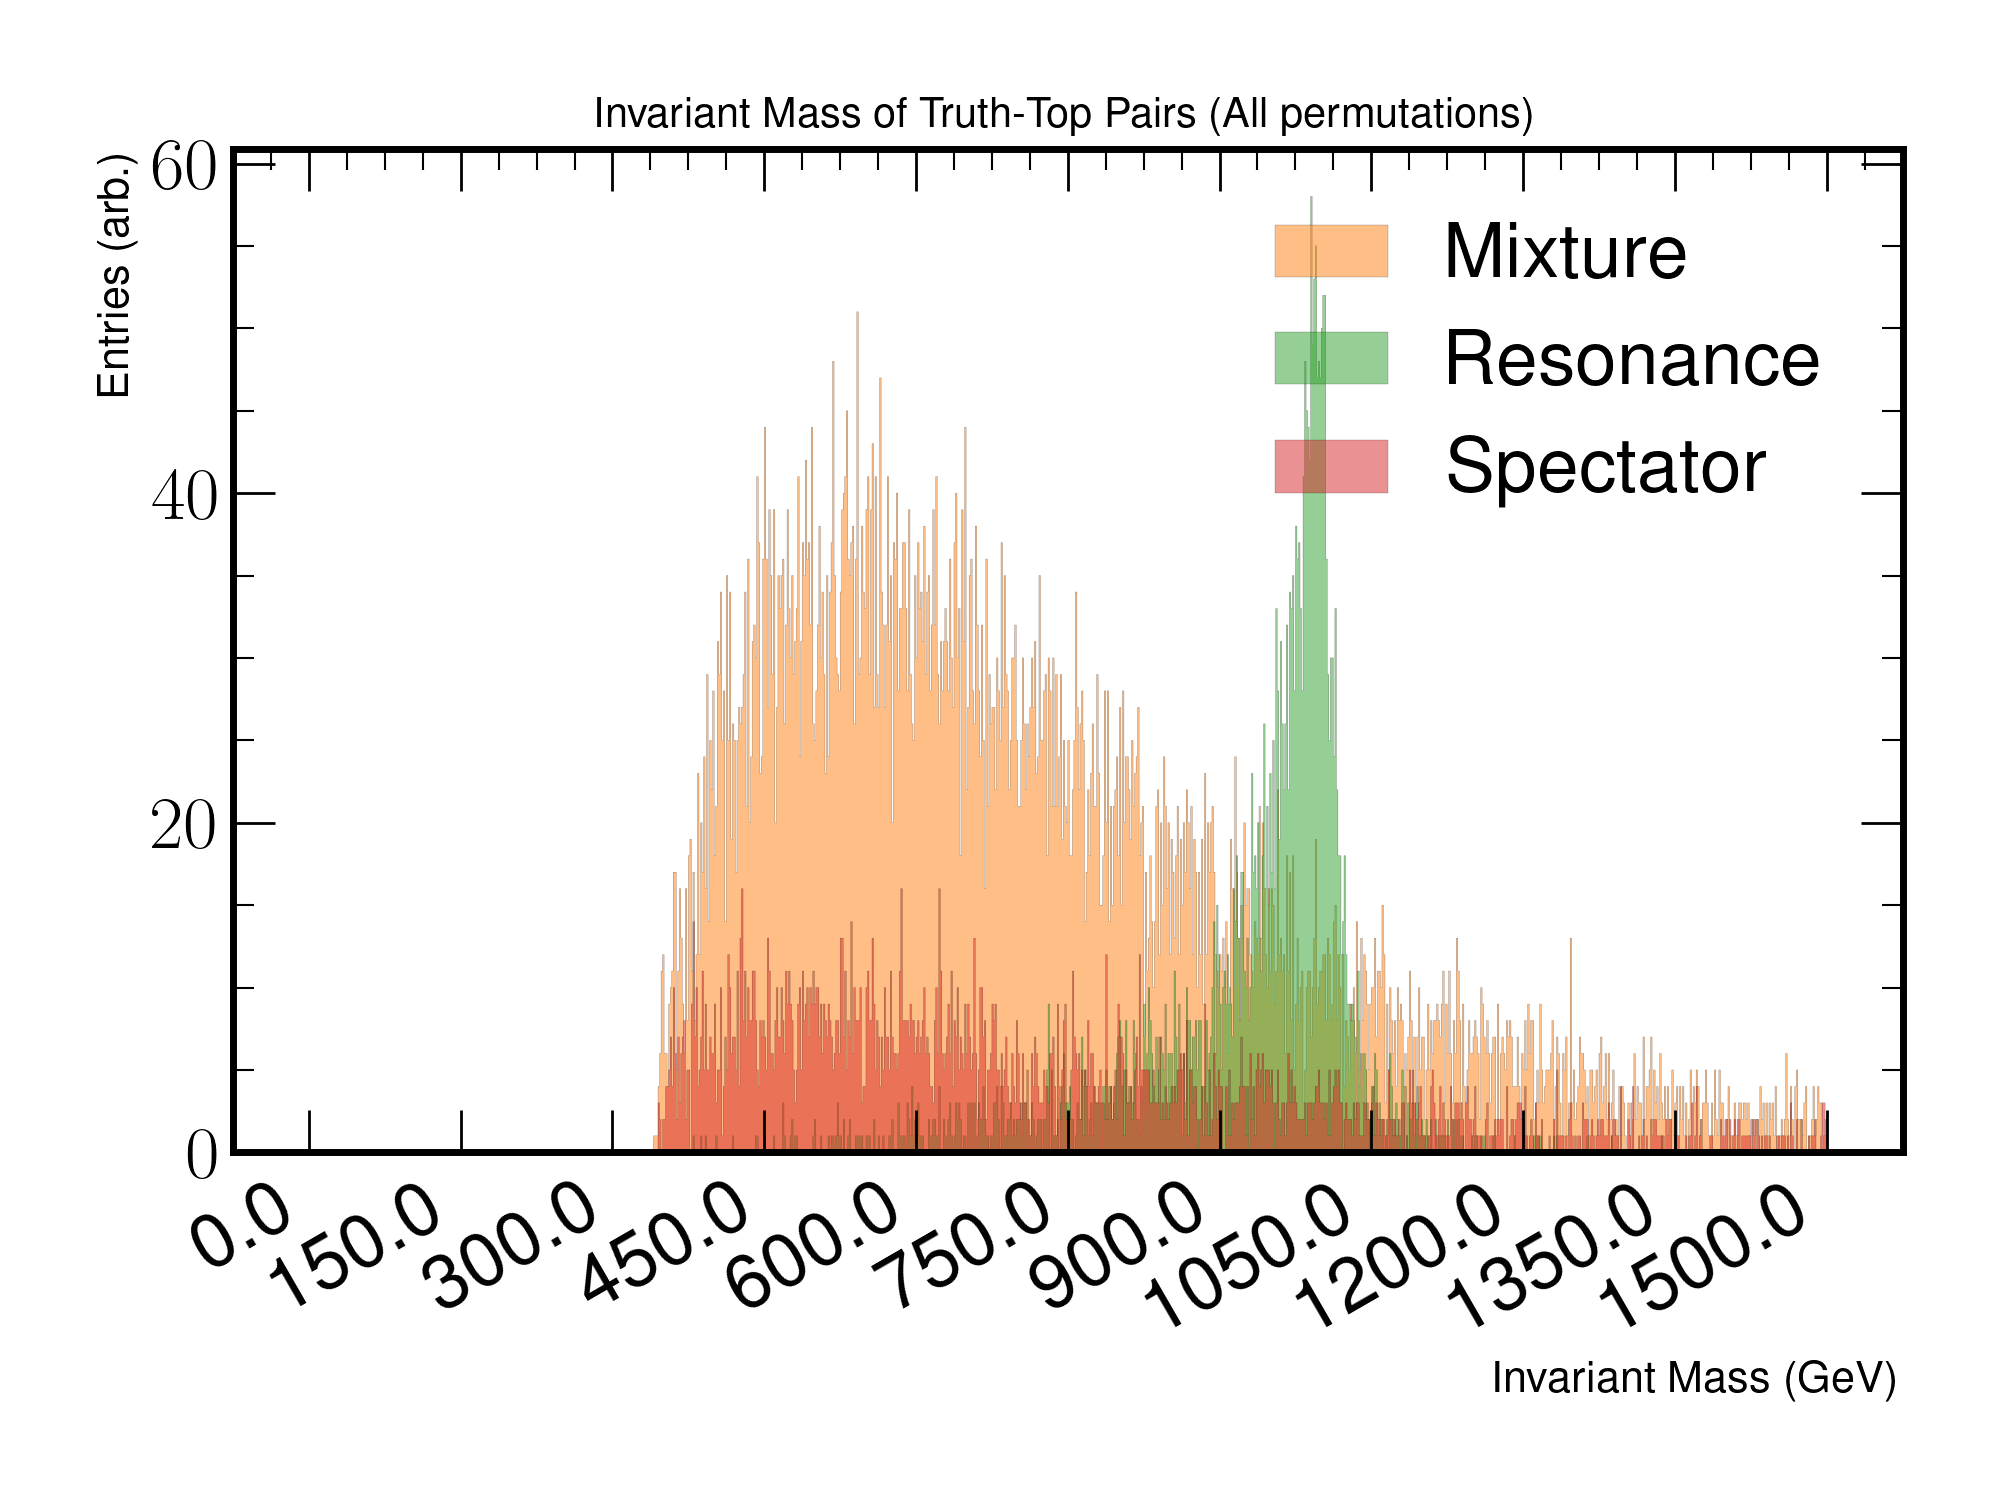 Invariant Mass of Truth-Top Pairs (All permutations)
Entries (arb.)
60
40
20
0
Mixture
Resonance
Spectator
0.0
150.0
300.0
450.0
600.0
750.0
900.0
1050.0
1200.0
1350.0
1500.0
Invariant Mass (GeV)